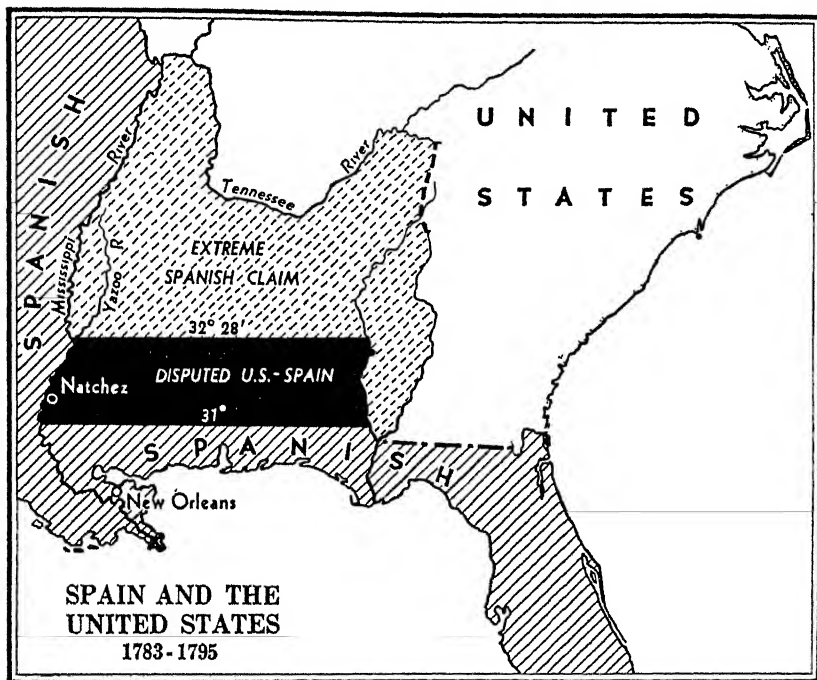 UNITED
STATES
SPANISH
Mississippi
River
Yazoo R
Tennessee
River
EXTREME
SPANISH CLAIM
32° 28'
DISPUTED U.S.-SPAIN
Natchez
31°
SPANISH
New Orleans
SPAIN AND THE
UNITED STATES
1783-1795